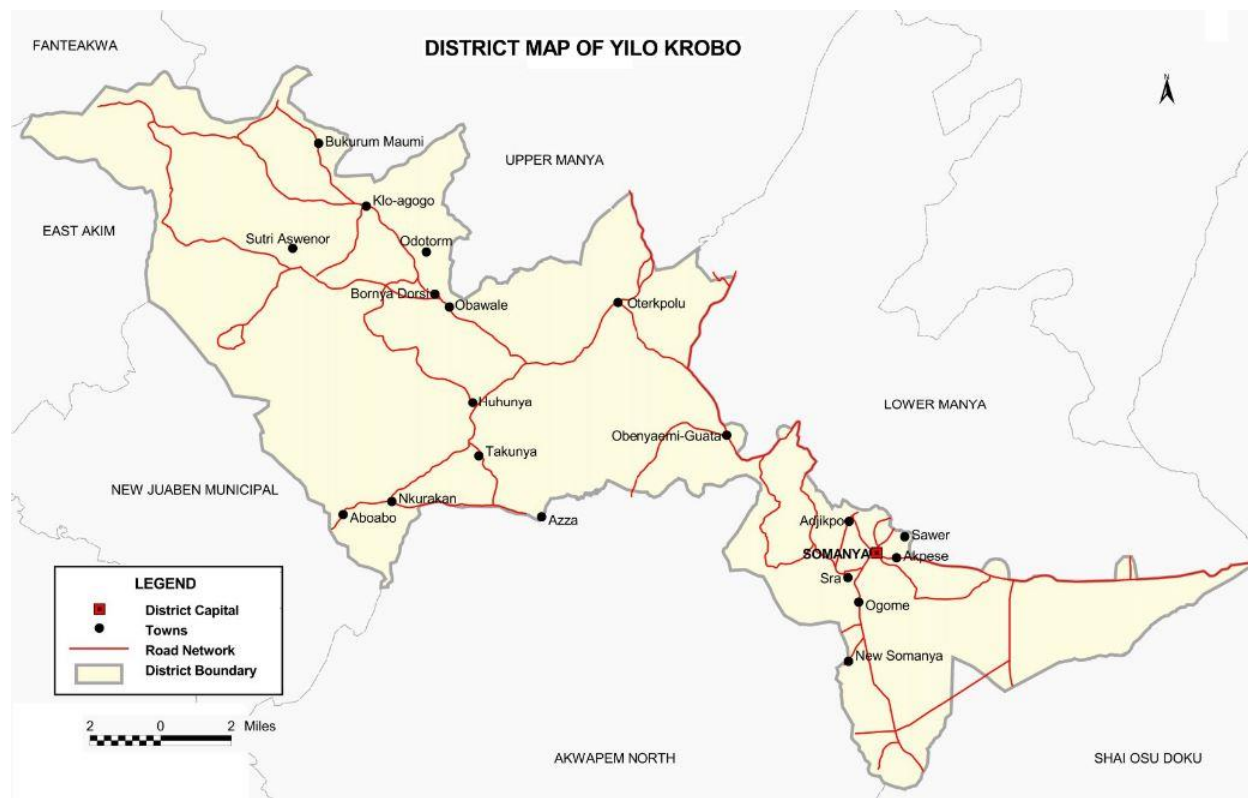 FANTEAKWA
DISTRICT MAP OF YILO KROBO
N
Bukurum Maumi
UPPER MANYA
Klo-agogo
EAST AKIM
Sutri Aswenor
Odotorm
Bornya Dorsi
Obawale
Oterkpolu
Huhunya
LOWER MANYA
Obenyaemi-Guata
Takunya
NEW JUABEN MUNICIPAL
Nkurakan
Aboabo
Azza
Adjikpo
Sawer
SOMANYA
Akpese
Sra
Ogome
New Somanya
LEGEND
District Capital
Towns
Road Network
District Boundary
2 0 2 Miles
AKWAPEM NORTH
SHAI OSU DOKU